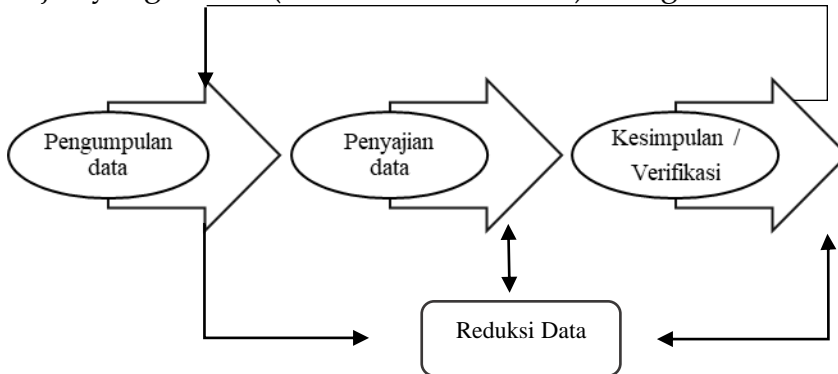 Pengumpulan
data
Penyajian
data
Kesimpulan /
Verifikasi
Reduksi Data